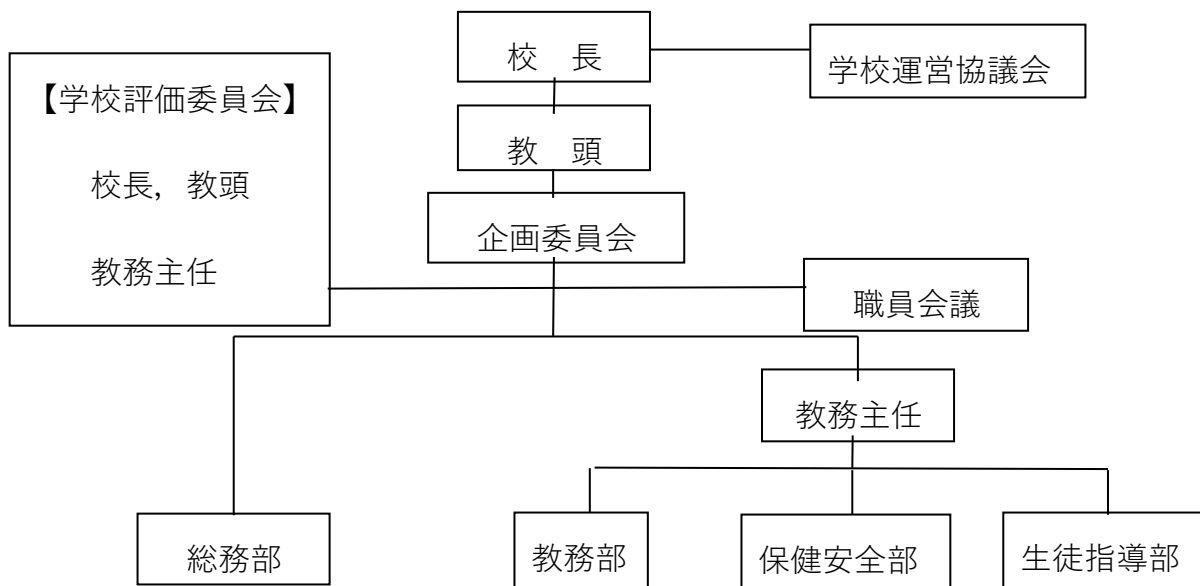 校　長
学校運営協議会
【学校評価委員会】
校長，教頭
教務主任
教　頭
企画委員会
職員会議
教務主任
総務部
教務部
保健安全部
生徒指導部